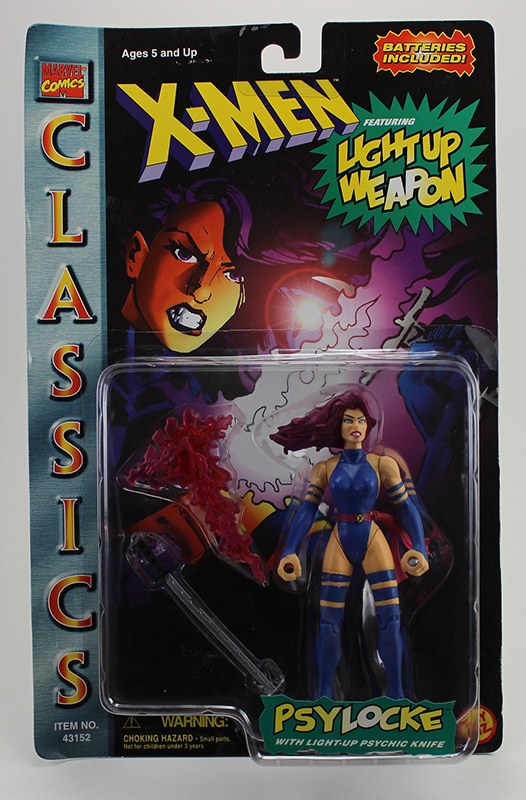 Ages 5 and Up
BATTERIES
INCLUDED!
MARVEL
COMICS
X-MEN™
FEATURING
LIGHT UP
WEAPON
CLASSICS
ITEM NO.
43152
WARNING:
CHOKING HAZARD - Small parts.
Not for children under 3 years.
PSYLOCKE
WITH LIGHT-UP PSYCHIC KNIFE